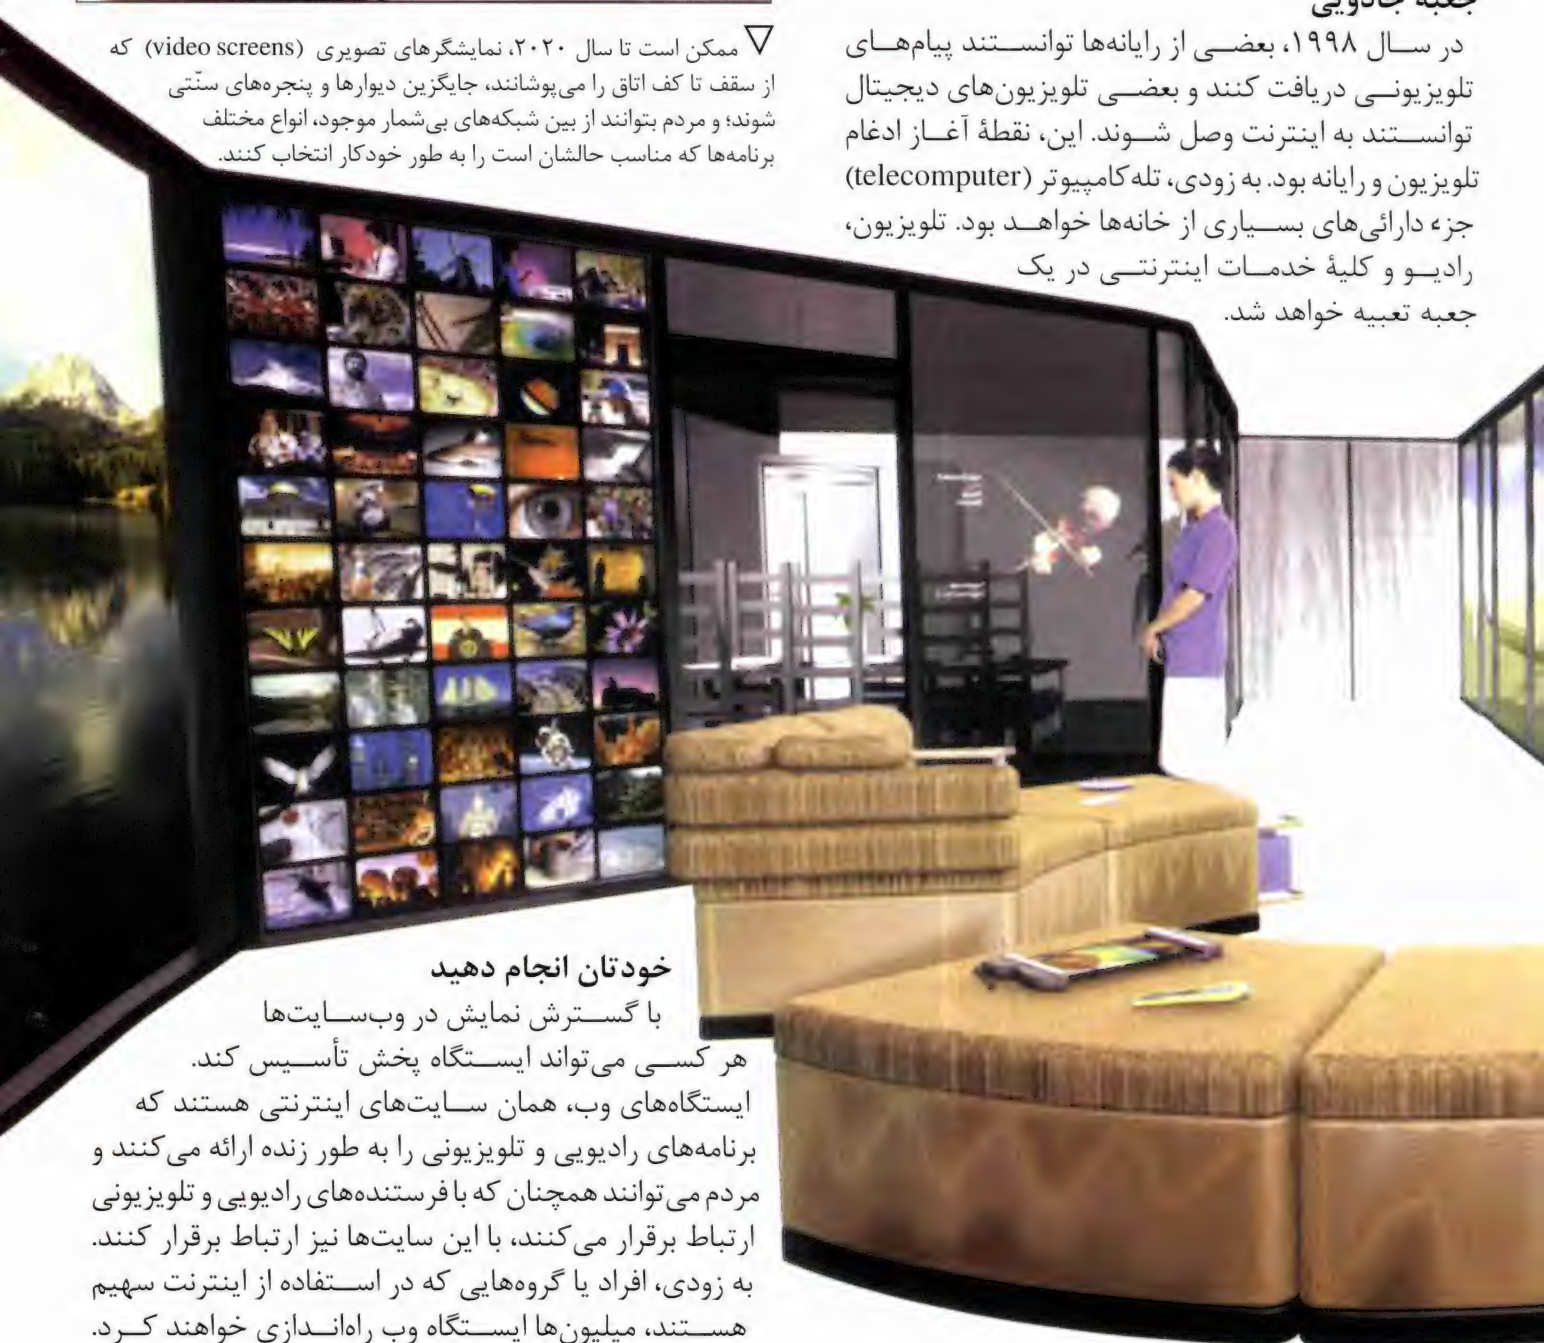 جعبه جادویی
در سال ۱۹۹۸، بعضی از رایانه‌ها توانستند پیام‌های
تلویزیونی دریافت کنند و بعضی تلویزیون‌های دیجیتال
توانستند به اینترنت وصل شوند. این، نقطهٔ آغاز ادغام
تلویزیون و رایانه بود. به زودی، تله کامپیوتر (telecomputer)
جزء دارائی‌های بسیاری از خانه‌ها خواهد بود. تلویزیون،
رادیو و کلیهٔ خدمات اینترنتی در یک
جعبه تعبیه خواهد شد.
▽ ممکن است تا سال ۲۰۲۰، نمایشگرهای تصویری (video screens) که
از سقف تا کف اتاق را می‌پوشانند، جایگزین دیوارها و پنجره‌های سنّتی
شوند؛ و مردم بتوانند از بین شبکه‌های بی‌شمار موجود، انواع مختلف
برنامه‌ها که مناسب حالشان است را به طور خودکار انتخاب کنند.
خودتان انجام دهید
با گسترش نمایش در وب‌سایت‌ها
هر کسی می‌تواند ایستگاه پخش تأسیس کند.
ایستگاه‌های وب، همان سایت‌های اینترنتی هستند که
برنامه‌های رادیویی و تلویزیونی را به طور زنده ارائه می‌کنند و
مردم می‌توانند همچنان که با فرستنده‌های رادیویی و تلویزیونی
ارتباط برقرار می‌کنند، با این سایت‌ها نیز ارتباط برقرار کنند.
به زودی، افراد یا گروه‌هایی که در استفاده از اینترنت سهیم
هستند، میلیون‌ها ایستگاه وب راه‌اندازی خواهند کرد.